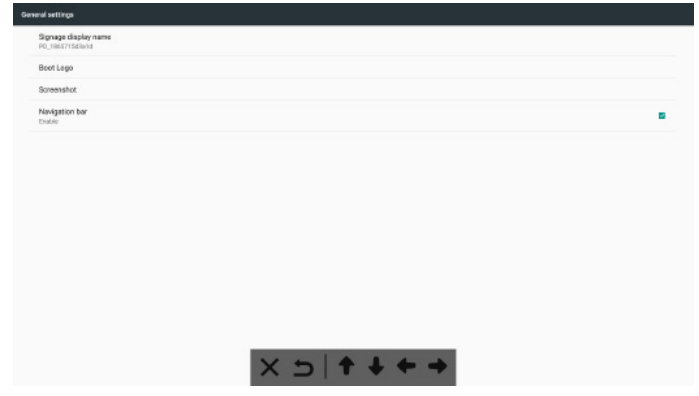 General settings
Signage display name
Boot Logo
Screenshot
Navigation bar
Enable